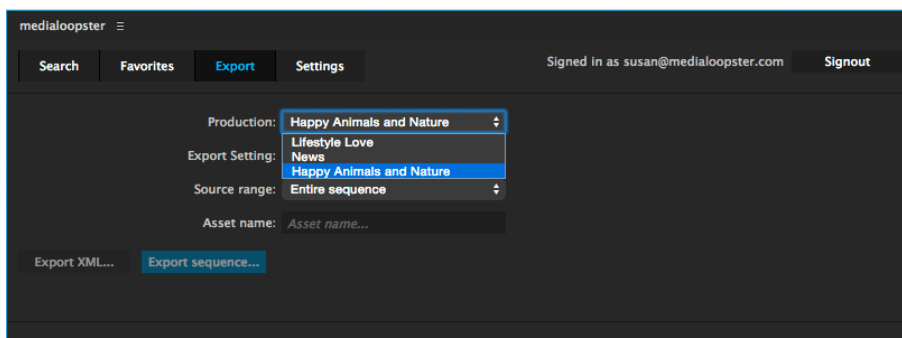 medialoopster
Search Favorites Export Settings Signed in as susan@medialoopster.com Signout
Production: Happy Animals and Nature
Lifestyle Love
Export Setting: News
Happy Animals and Nature
Source range: Entire sequence
Asset name: Asset name...
Export XML... Export sequence...